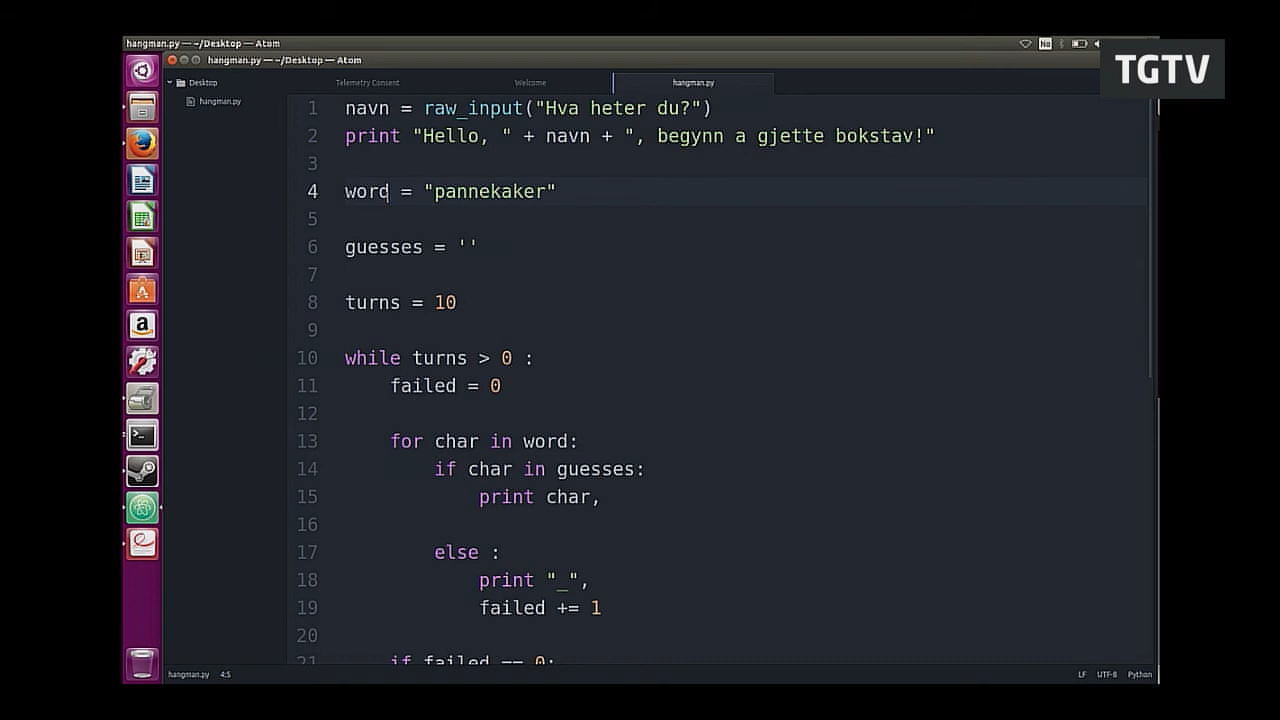 hangman.py — ~/Desktop — Atom
hangman.py — ~/Desktop — Atom
TGTV
Desktop
hangman.py
Telemetry Consent
Welcome
hangman.py
1 navn = raw_input("Hva heter du?")
2 print "Hello, " + navn + ", begynn a gjette bokstav!"
3
4 word = "pannekaker"
5
6 guesses = ''
7
8 turns = 10
9
10 while turns > 0 :
11 failed = 0
12
13 for char in word:
14 if char in guesses:
15 print char,
16
17 else :
18 print "_",
19 failed += 1
20
21 if failed == 0:
hangman.py 4:5
LF UTF-8 Python